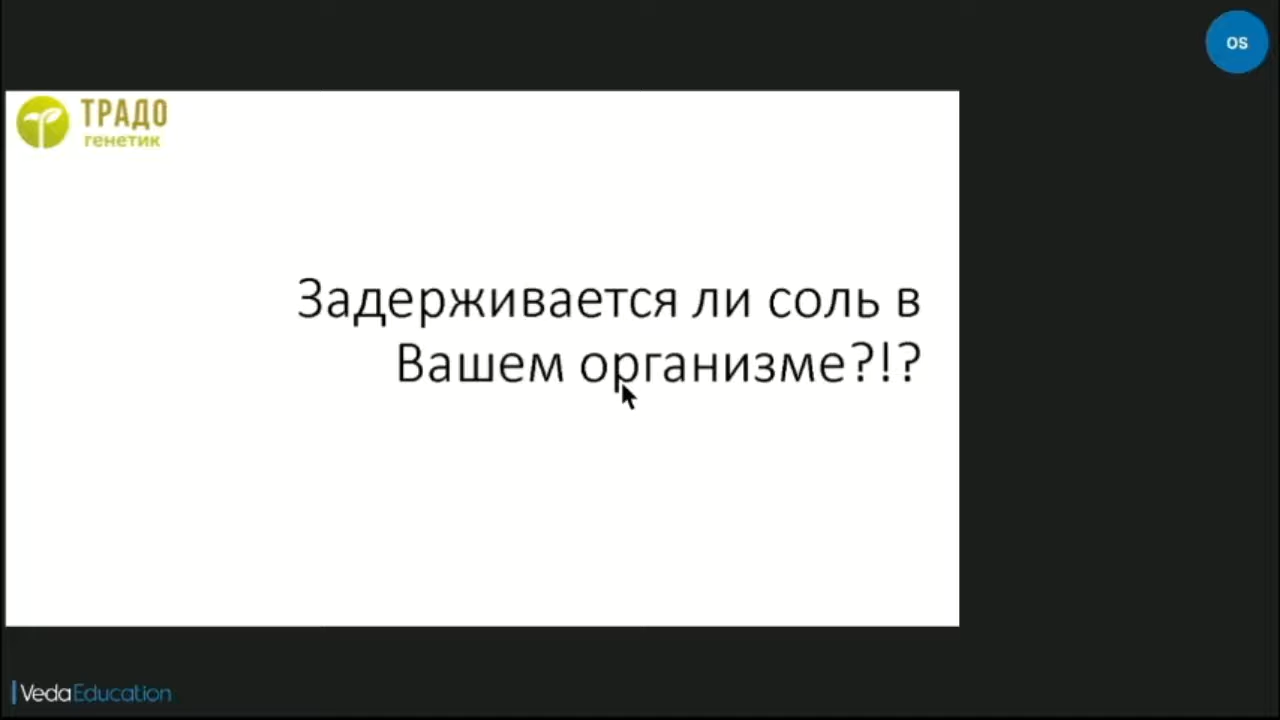 OS
ТРАДО
генетик
Задерживается ли соль в
Вашем организме?!?
VedaEducation